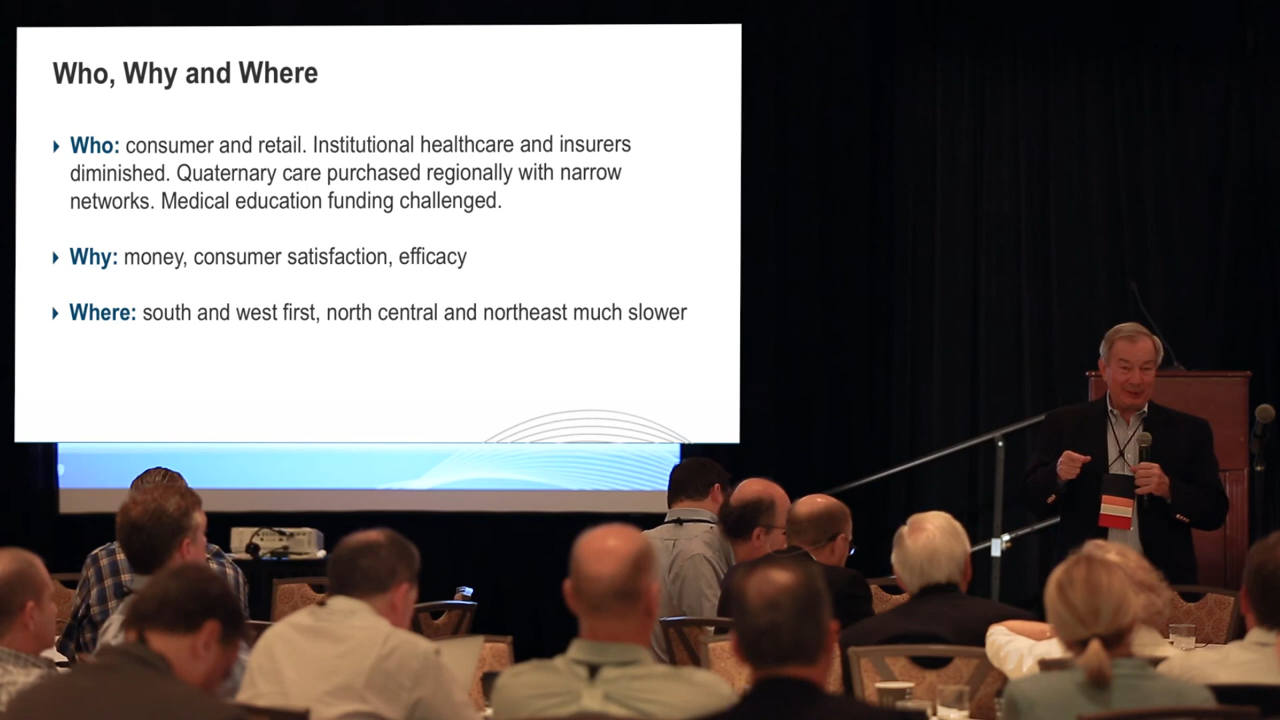 Who, Why and Where
Who: consumer and retail. Institutional healthcare and insurers
diminished. Quaternary care purchased regionally with narrow
networks. Medical education funding challenged.
Why: money, consumer satisfaction, efficacy
Where: south and west first, north central and northeast much slower